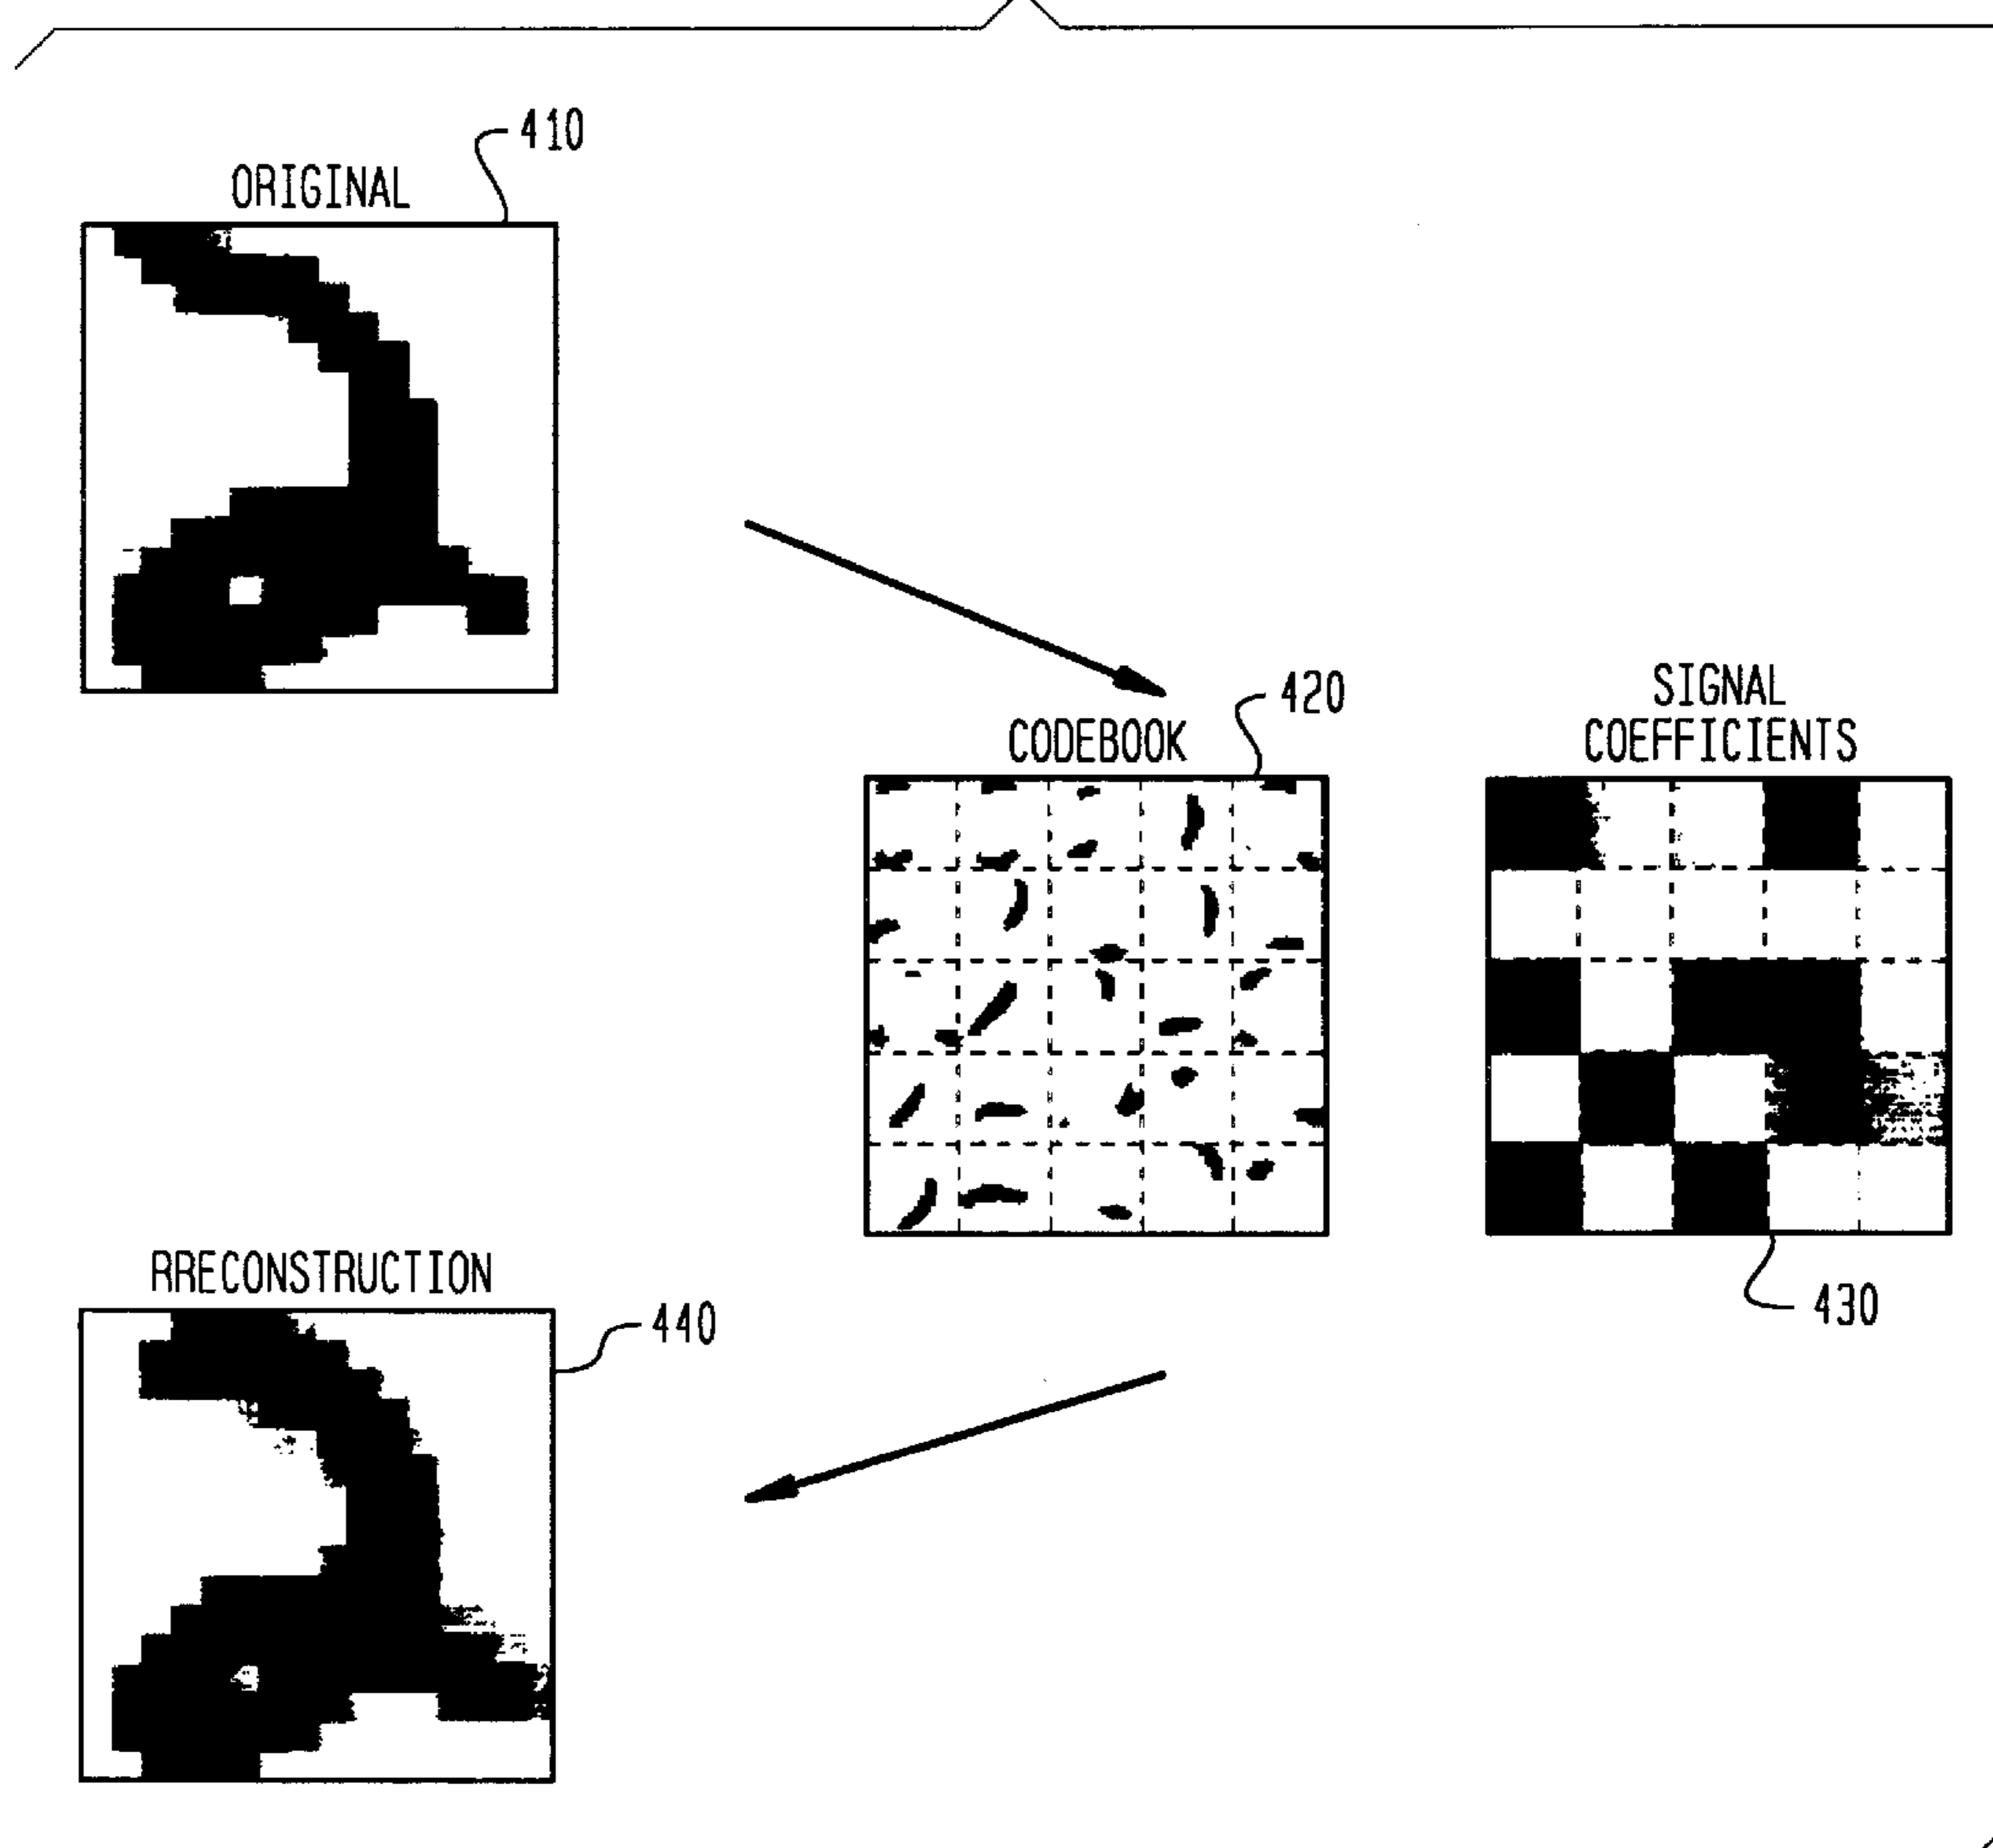 410
ORIGINAL
420
CODEBOOK
SIGNAL
COEFFICIENTS
430
RRECONSTRUCTION
440